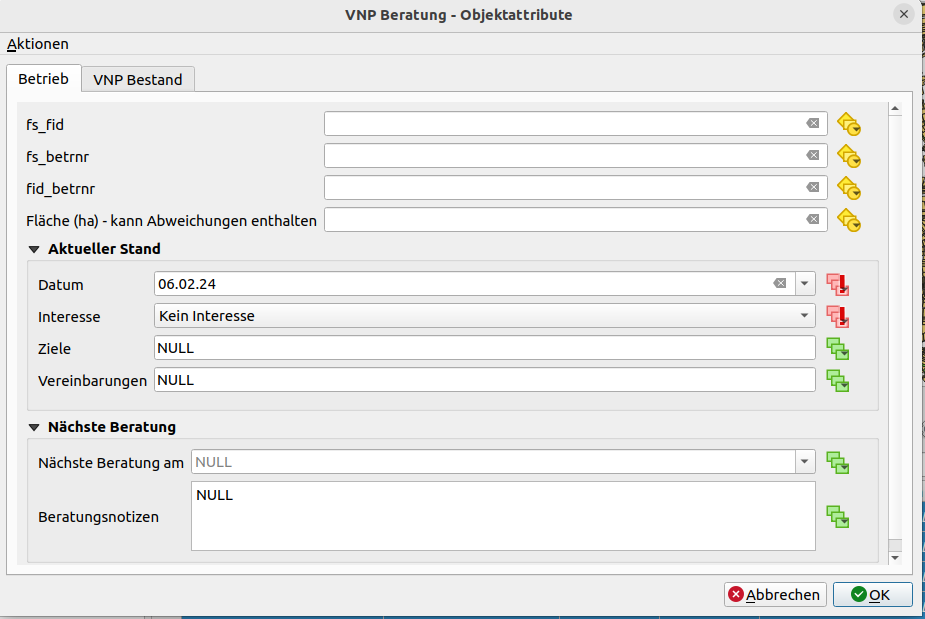 VNP Beratung - Objektattribute
Aktionen
Betrieb
VNP Bestand
fs_fid
fs_betrnr
fid_betrnr
Fläche (ha) - kann Abweichungen enthalten
Aktueller Stand
Datum 06.02.24
Interesse Kein Interesse
Ziele NULL
Vereinbarungen NULL
Nächste Beratung
Nächste Beratung am NULL
Beratungsnotizen NULL
Abbrechen OK